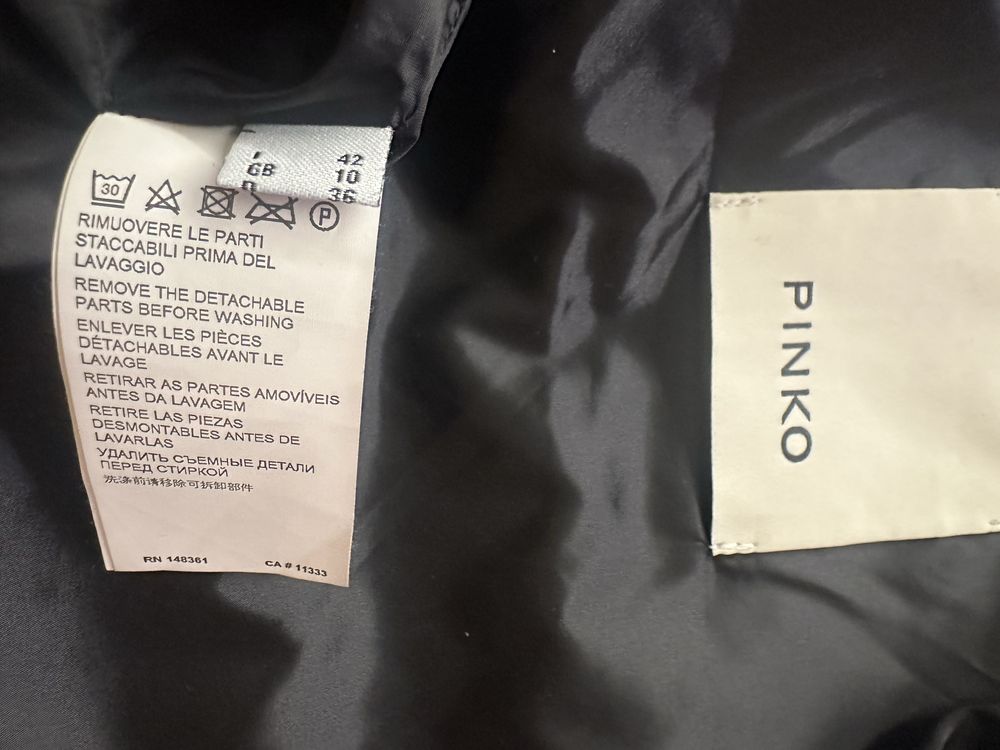 I 42
GB 10
D 36
30
P
RIMUOVERE LE PARTI
STACCABILI PRIMA DEL
LAVAGGIO
REMOVE THE DETACHABLE
PARTS BEFORE WASHING
ENLEVER LES PIÈCES
DÉTACHABLES AVANT LE
LAVAGE
RETIRAR AS PARTES AMOVÍVEIS
ANTES DA LAVAGEM
RETIRE LAS PIEZAS
DESMONTABLES ANTES DE
LAVARLAS
УДАЛИТЬ СЪЕМНЫЕ ДЕТАЛИ
ПЕРЕД СТИРКОЙ
洗涤前请移除可拆卸部件
RN 148361
CA # 11333
PINKO